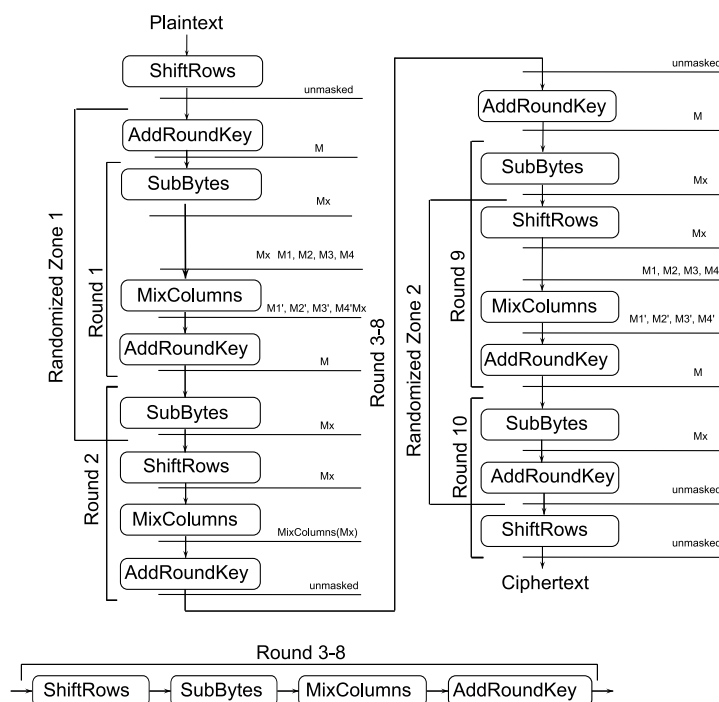 Plaintext
ShiftRows
unmasked
AddRoundKey
M
SubBytes
Mx
Mx M1, M2, M3, M4
MixColumns
M1', M2', M3', M4'Mx
AddRoundKey
M
SubBytes
Mx
ShiftRows
Mx
MixColumns
MixColumns(Mx)
AddRoundKey
unmasked
Randomized Zone 1
Round 1
Round 2
Round 3-8
unmasked
AddRoundKey
M
SubBytes
Mx
ShiftRows
Mx
M1, M2, M3, M4
MixColumns
M1', M2', M3', M4'
AddRoundKey
M
SubBytes
Mx
AddRoundKey
unmasked
ShiftRows
unmasked
Ciphertext
Randomized Zone 2
Round 9
Round 10
Round 3-8
ShiftRows
SubBytes
MixColumns
AddRoundKey